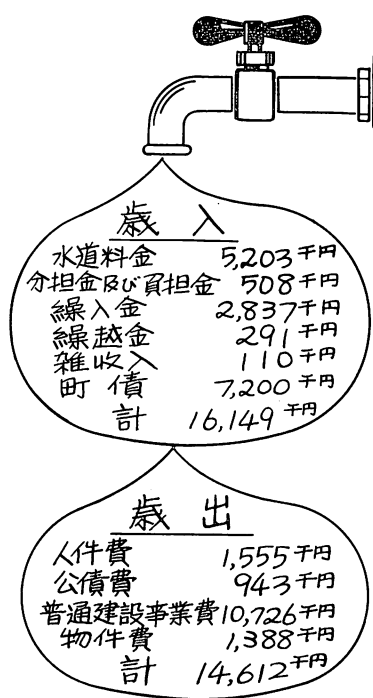 歳入
水道料金 5,203千円
分担金及び負担金 508千円
繰入金 2,837千円
繰越金 291千円
雑収入 110千円
町債 7,200千円
計 16,149千円
歳出
人件費 1,555千円
公債費 943千円
普通建設事業費 10,726千円
物件費 1,388千円
計 14,612千円